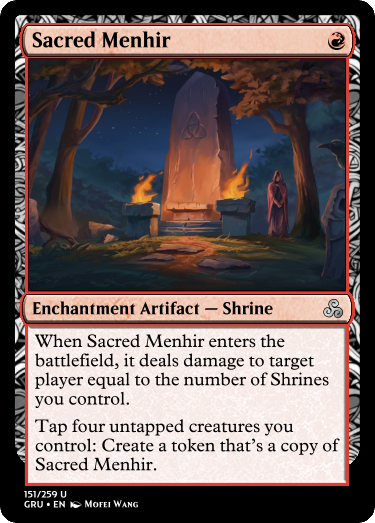 Sacred Menhir
Enchantment Artifact — Shrine
When Sacred Menhir enters the
battlefield, it deals damage to target
player equal to the number of Shrines
you control.
Tap four untapped creatures you
control: Create a token that's a copy of
Sacred Menhir.
151/259 U
GRU • EN Mofei Wang